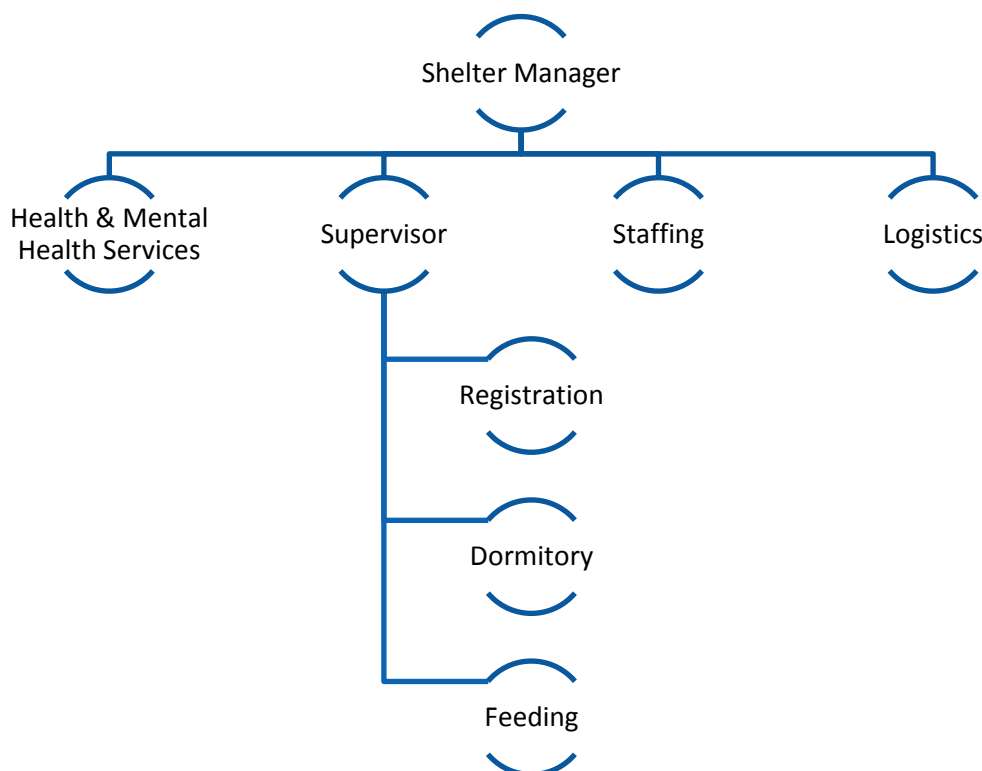 Shelter Manager
Health & Mental
Health Services
Supervisor
Staffing
Logistics
Registration
Dormitory
Feeding